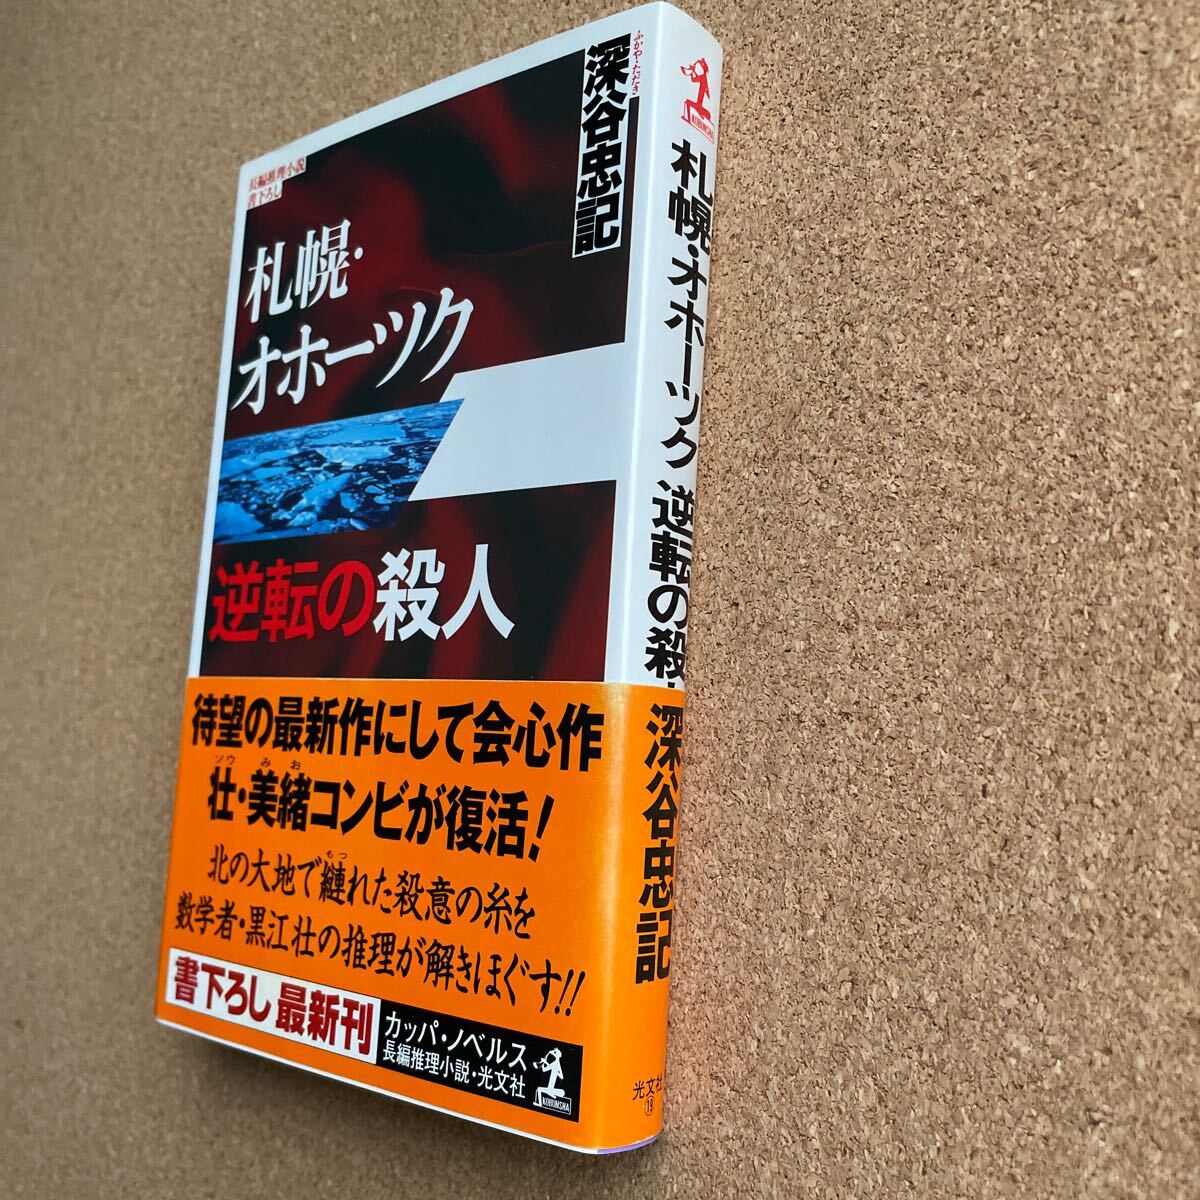 長編推理小説
書下ろし
札幌・
オホーツク
逆転の殺人
ふかや・ただき
深谷忠記
待望の最新作にして会心作
ソウ みお
壮・美緒コンビが復活!
もつ
北の大地で縺れた殺意の糸を
数学者・黒江壮の推理が解きほぐす!!
書下ろし 最新刊
カッパ・ノベルス
長編推理小説・光文社
KOBUNSHA
KOBUNSHA
札幌・オホーツク 逆転の殺人
深谷忠記
光文社
19